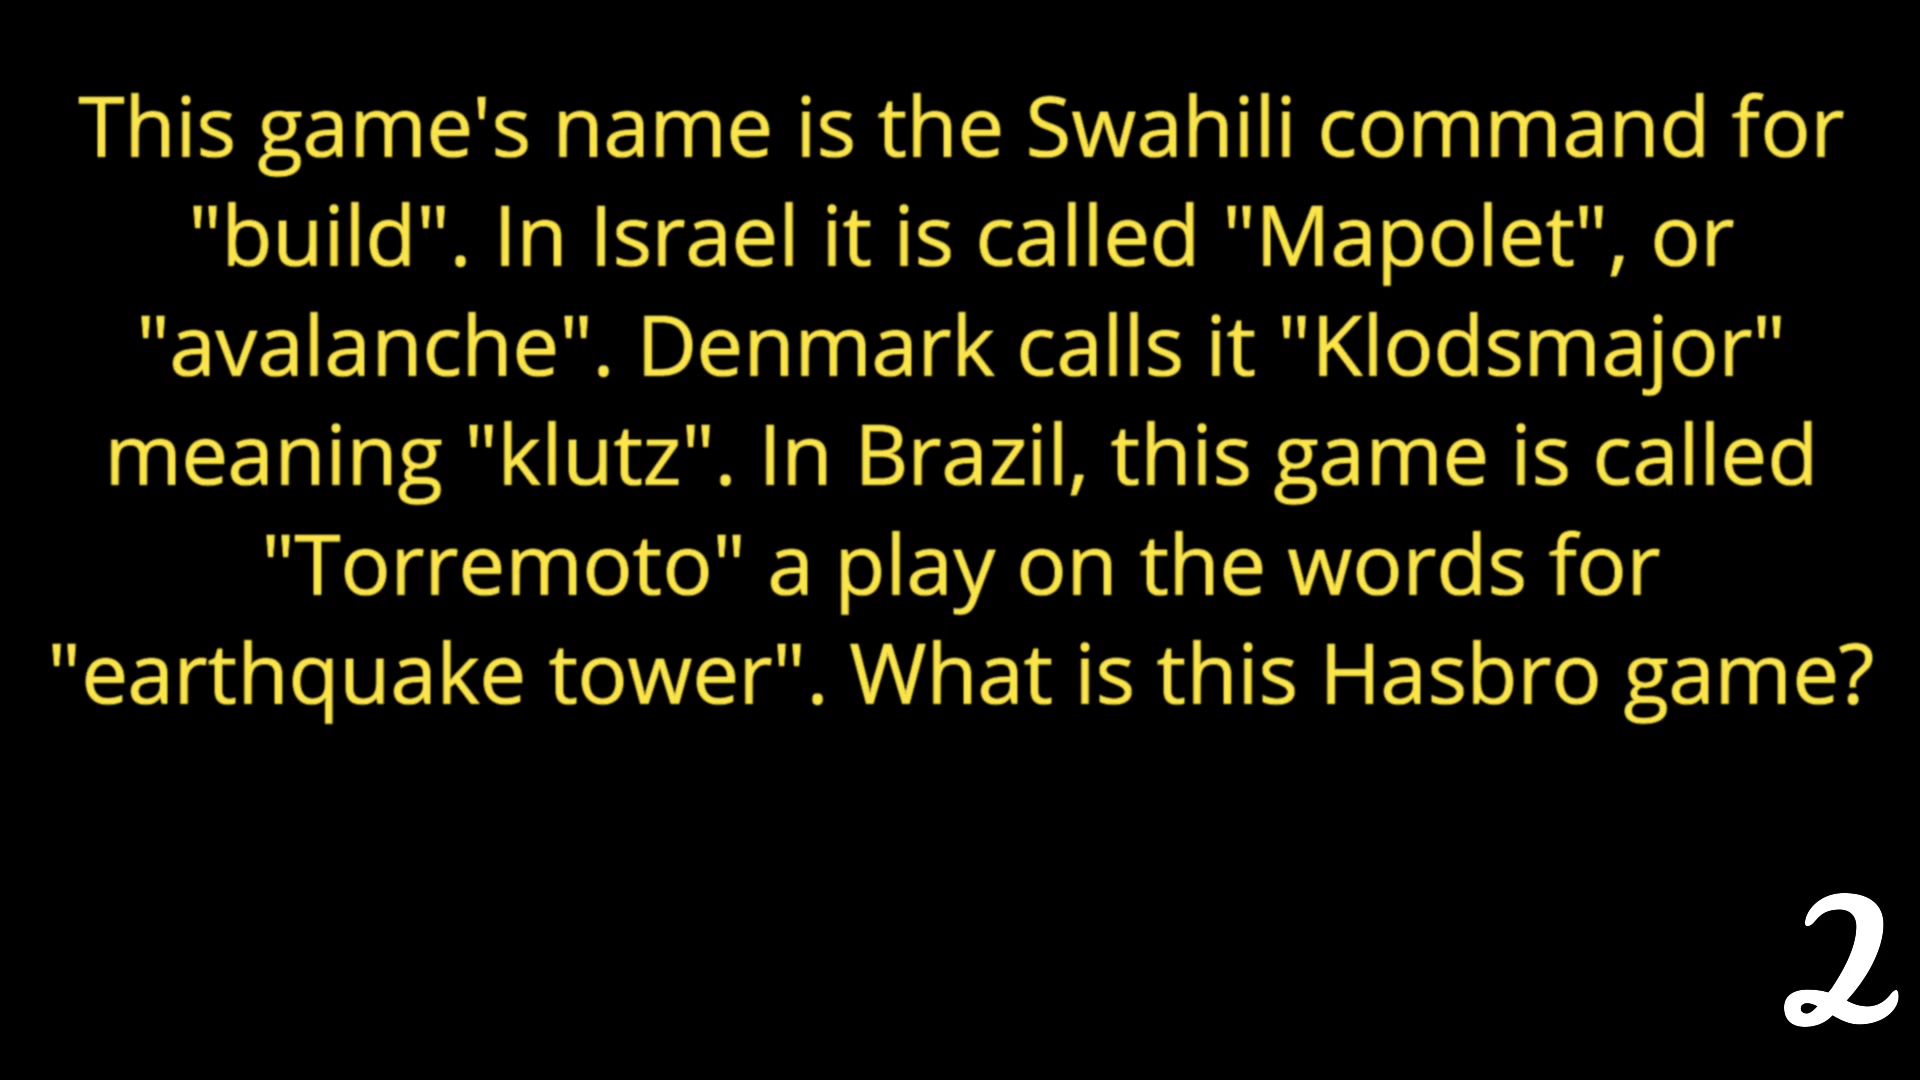 This game's name is the Swahili command for
"build". In Israel it is called "Mapolet", or
"avalanche". Denmark calls it "Klodsmajor"
meaning "klutz". In Brazil, this game is called
"Torremoto" a play on the words for
"earthquake tower". What is this Hasbro game?
2